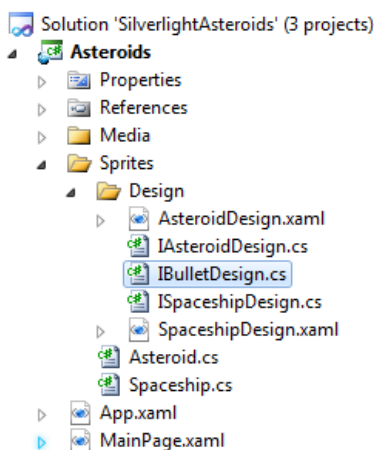 Solution 'SilverlightAsteroids' (3 projects)
Asteroids
Properties
References
Media
Sprites
Design
AsteroidDesign.xaml
IAsteroidDesign.cs
IBulletDesign.cs
ISpaceshipDesign.cs
SpaceshipDesign.xaml
Asteroid.cs
Spaceship.cs
App.xaml
MainPage.xaml